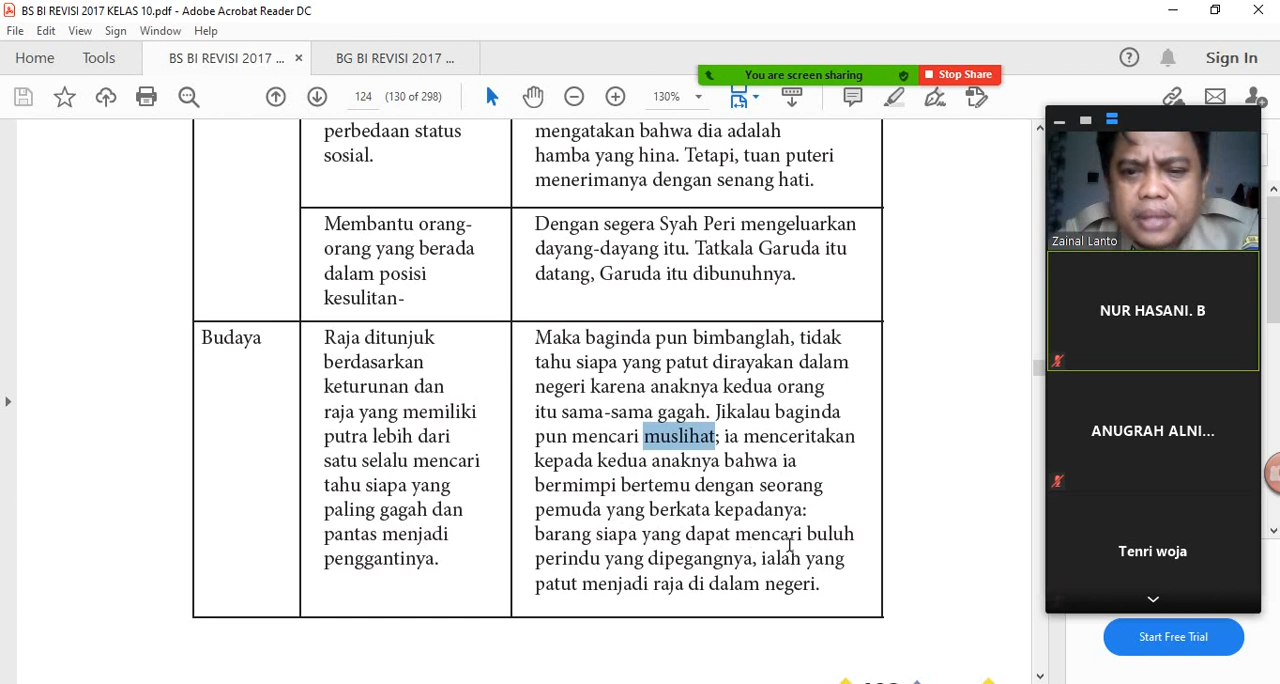 BS BI REVISI 2017 KELAS 10.pdf - Adobe Acrobat Reader DC
File Edit View Sign Window Help
Home Tools BS BI REVISI 2017 ... × BG BI REVISI 2017 ... Sign In
You are screen sharing Stop Share
124 (130 of 298) 130%
perbedaan status
sosial.
mengatakan bahwa dia adalah
hamba yang hina. Tetapi, tuan puteri
menerimanya dengan senang hati.
Membantu orang-
orang yang berada
dalam posisi
kesulitan-
Dengan segera Syah Peri mengeluarkan
dayang-dayang itu. Tatkala Garuda itu
datang, Garuda itu dibunuhnya.
Budaya
Raja ditunjuk
berdasarkan
keturunan dan
raja yang memiliki
putra lebih dari
satu selalu mencari
tahu siapa yang
paling gagah dan
pantas menjadi
penggantinya.
Maka baginda pun bimbanglah, tidak
tahu siapa yang patut dirayakan dalam
negeri karena anaknya kedua orang
itu sama-sama gagah. Jikalau baginda
pun mencari muslihat; ia menceritakan
kepada kedua anaknya bahwa ia
bermimpi bertemu dengan seorang
pemuda yang berkata kepadanya:
barang siapa yang dapat mencari buluh
perindu yang dipegangnya, ialah yang
patut menjadi raja di dalam negeri.
Zainal Lanto
NUR HASANI. B
ANUGRAH ALNI...
Tenri woja
Start Free Trial